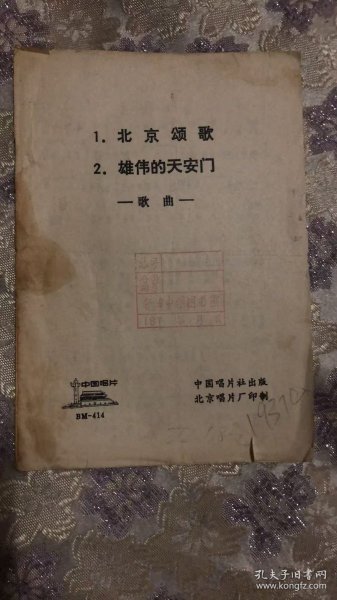 1. 北京颂歌
2. 雄伟的天安门
—歌曲—
中国唱片
BM-414
中国唱片社出版
北京唱片厂印制
孔夫子旧书网
www.kongfz.com